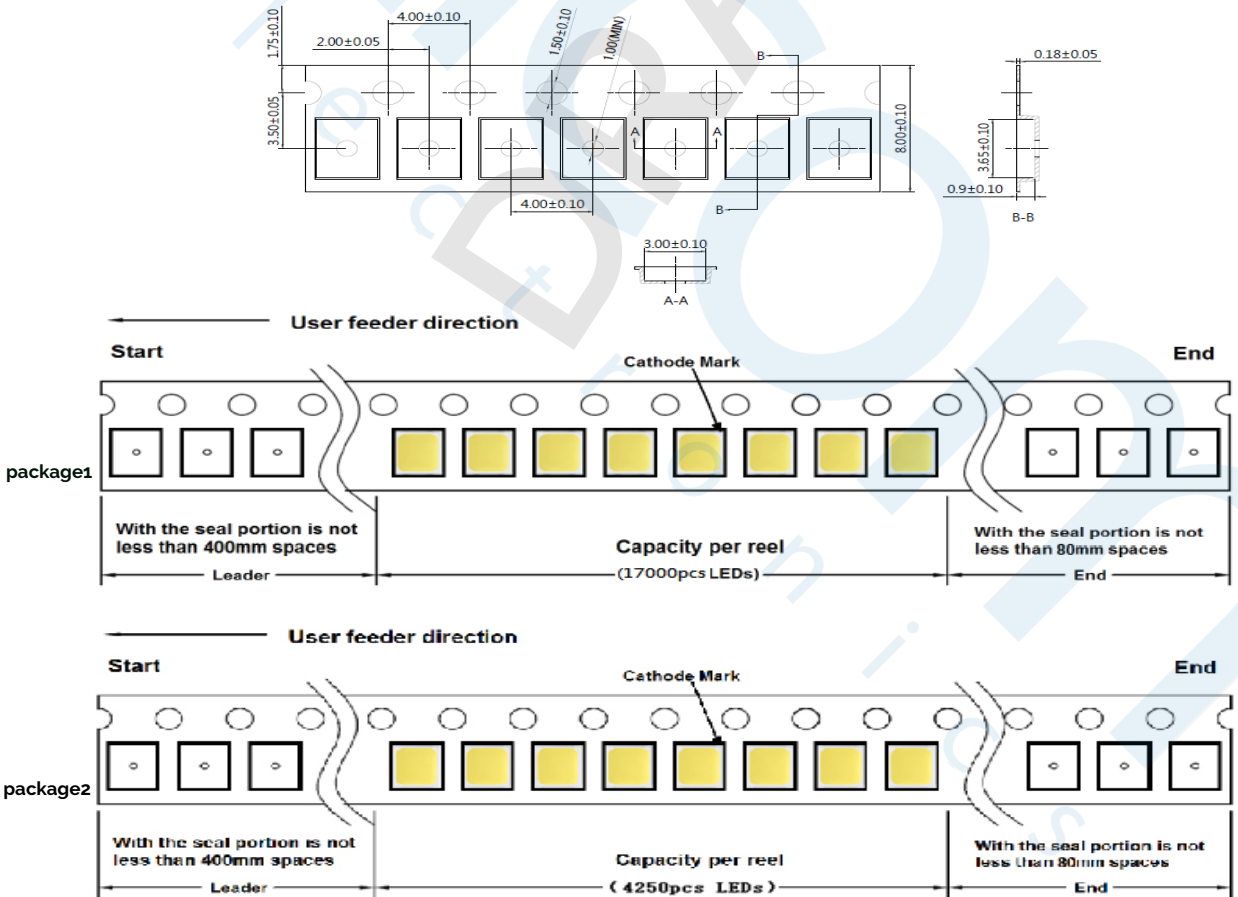 1.75±0.10
4.00±0.10
2.00±0.05
1.50±0.10
1.00(MIN)
B
0.18±0.05
3.50±0.05
A
A
8.00±0.10
3.65±0.10
4.00±0.10
B
0.9±0.10
B-B
3.00±0.10
A-A
DRA
User feeder direction
Start
Cathode Mark
End
package1
With the seal portion is not
less than 400mm spaces
Capacity per reel
With the seal portion is not
less than 80mm spaces
Leader
(17000pcs LEDs)
End
User feeder direction
Start
Cathode Mark
End
package2
With the seal portion is not
less than 400mm spaces
Capacity per reel
With the seal portion is not
less than 80mm spaces
Leader
(4250pcs LEDs)
End